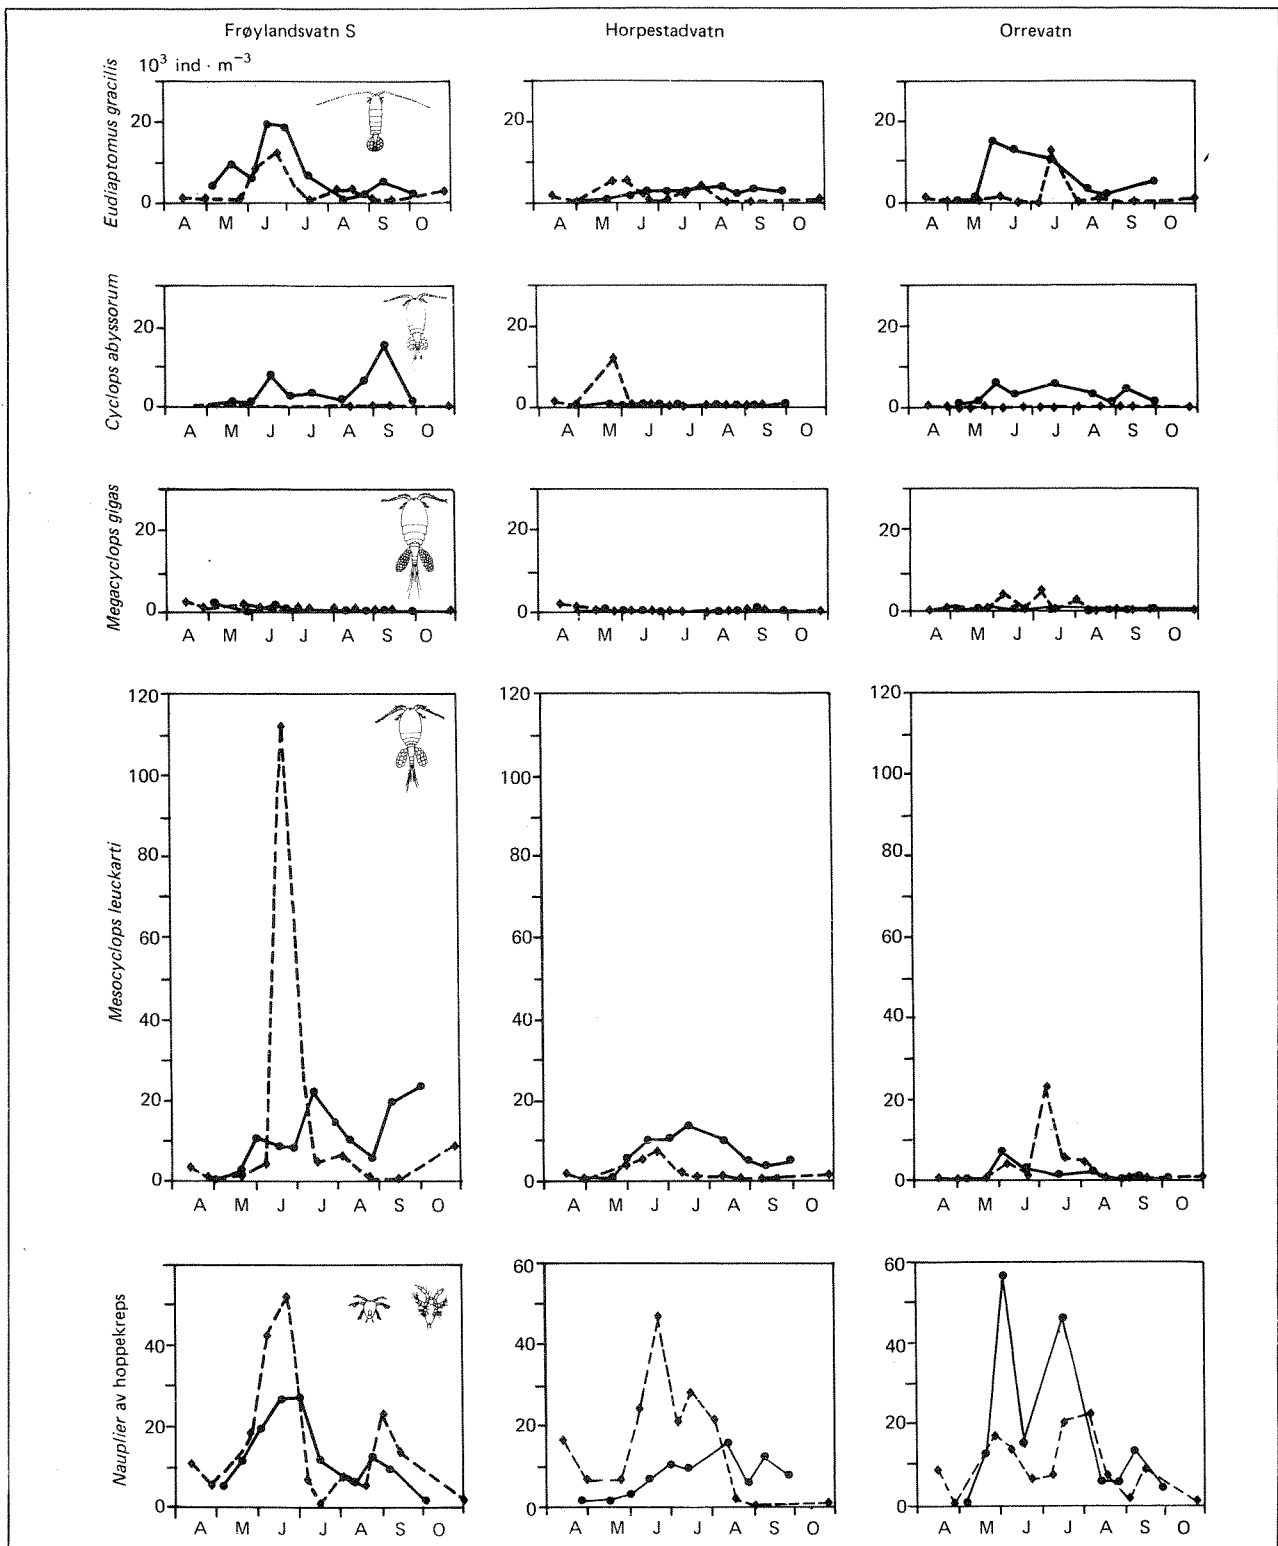 Frøylandsvatn S Horpestadvatn Orrevatn
10³ ind · m⁻³
Eudiaptomus gracilis
20 20 20
0 0 0
A M J J A S O A M J J A S O A M J J A S O
Cyclops abyssorum
20 20 20
0 0 0
A M J J A S O A M J J A S O A M J J A S O
Megacyclops gigas
20 20 20
0 0 0
A M J J A S O A M J J A S O A M J J A S O
Mesocyclops leuckarti
120 120 120
100 100 100
80 80 80
60 60 60
40 40 40
20 20 20
0 0 0
A M J J A S O A M J J A S O A M J J A S O
Nauplier av hoppekreps
60 60
40 40 40
20 20 20
0 0 0
A M J J A S O A M J J A S O A M J J A S O